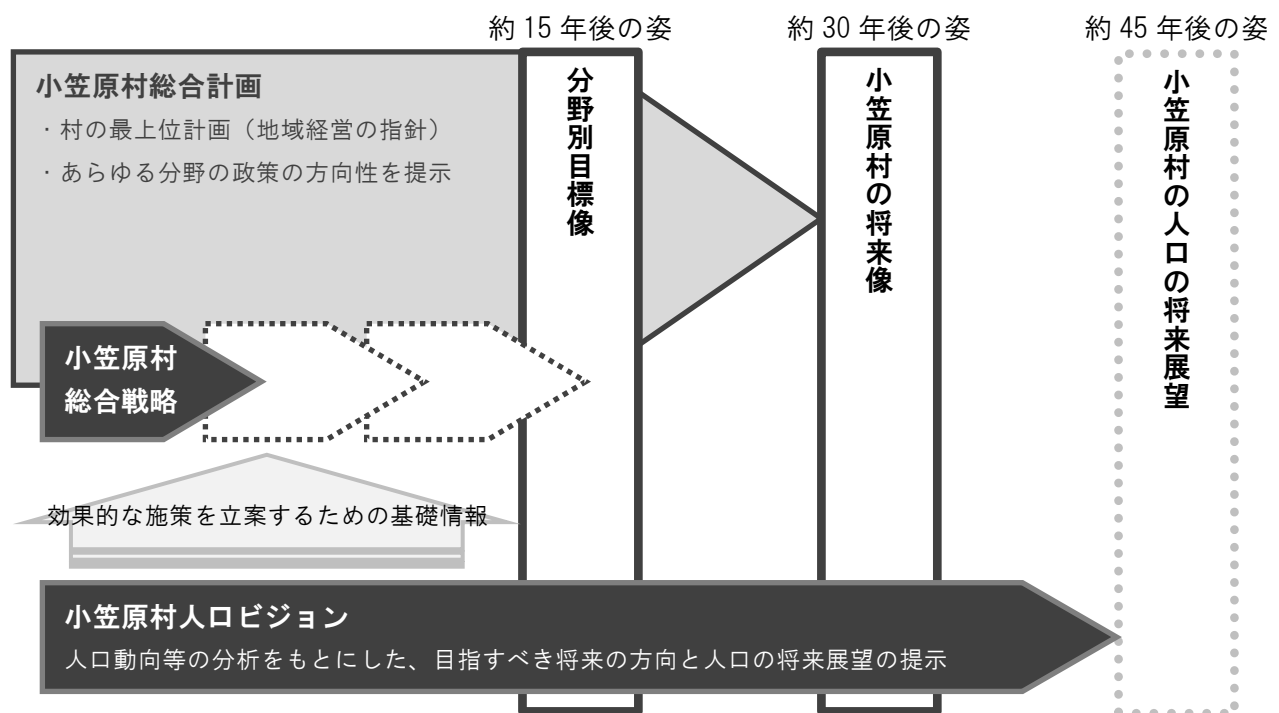 約 15 年後の姿
約 30 年後の姿
約 45 年後の姿
小笠原村総合計画
・村の最上位計画（地域経営の指針）
・あらゆる分野の政策の方向性を提示
分野別目標像
小笠原村の将来像
小笠原村の人口の将来展望
小笠原村
総合戦略
効果的な施策を立案するための基礎情報
小笠原村人口ビジョン
人口動向等の分析をもとにした、目指すべき将来の方向と人口の将来展望の提示